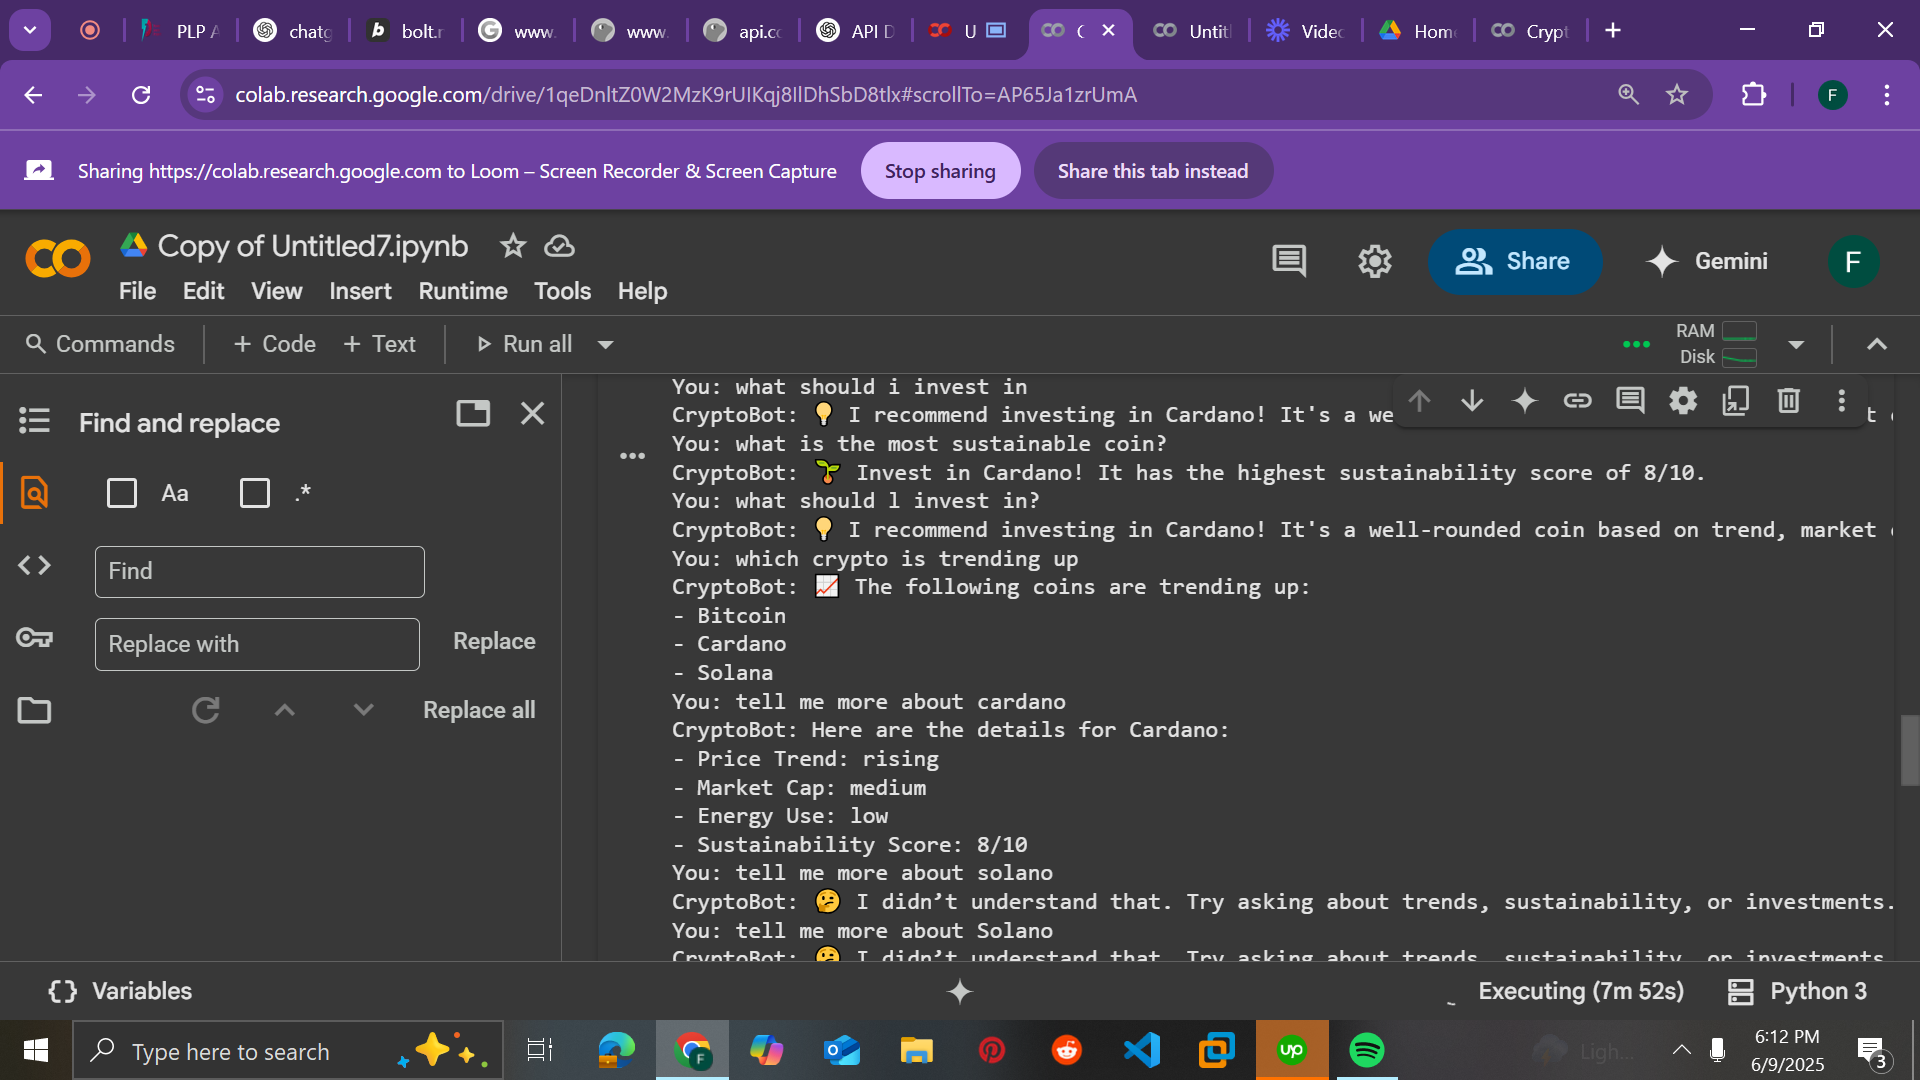 PLP A
chatg
bolt.r
www.
www.
api.cc
API D
U
Untitl
Videc
Home
Crypt
colab.research.google.com/drive/1qeDnltZ0W2MzK9rUIKqj8IlDhSbD8tlx#scrollTo=AP65Ja1zrUmA
F
Sharing https://colab.research.google.com to Loom – Screen Recorder & Screen Capture
Stop sharing
Share this tab instead
Copy of Untitled7.ipynb
File Edit View Insert Runtime Tools Help
Share
Gemini
F
Commands
+ Code
+ Text
Run all
RAM
Disk
Find and replace
Aa
.*
Find
Replace with
Replace
Replace all
You: what should i invest in
CryptoBot: 💡 I recommend investing in Cardano! It's a we
You: what is the most sustainable coin?
CryptoBot: 🌱 Invest in Cardano! It has the highest sustainability score of 8/10.
You: what should l invest in?
CryptoBot: 💡 I recommend investing in Cardano! It's a well-rounded coin based on trend, market
You: which crypto is trending up
CryptoBot: 📈 The following coins are trending up:
- Bitcoin
- Cardano
- Solana
You: tell me more about cardano
CryptoBot: Here are the details for Cardano:
- Price Trend: rising
- Market Cap: medium
- Energy Use: low
- Sustainability Score: 8/10
You: tell me more about solano
CryptoBot: 🤔 I didn’t understand that. Try asking about trends, sustainability, or investments.
You: tell me more about Solano
CryptoBot: 🤔 I didn’t understand that. Try asking about trends, sustainability, or investments
{} Variables
Executing (7m 52s)
Python 3
Type here to search
Ligh...
6:12 PM
6/9/2025
3